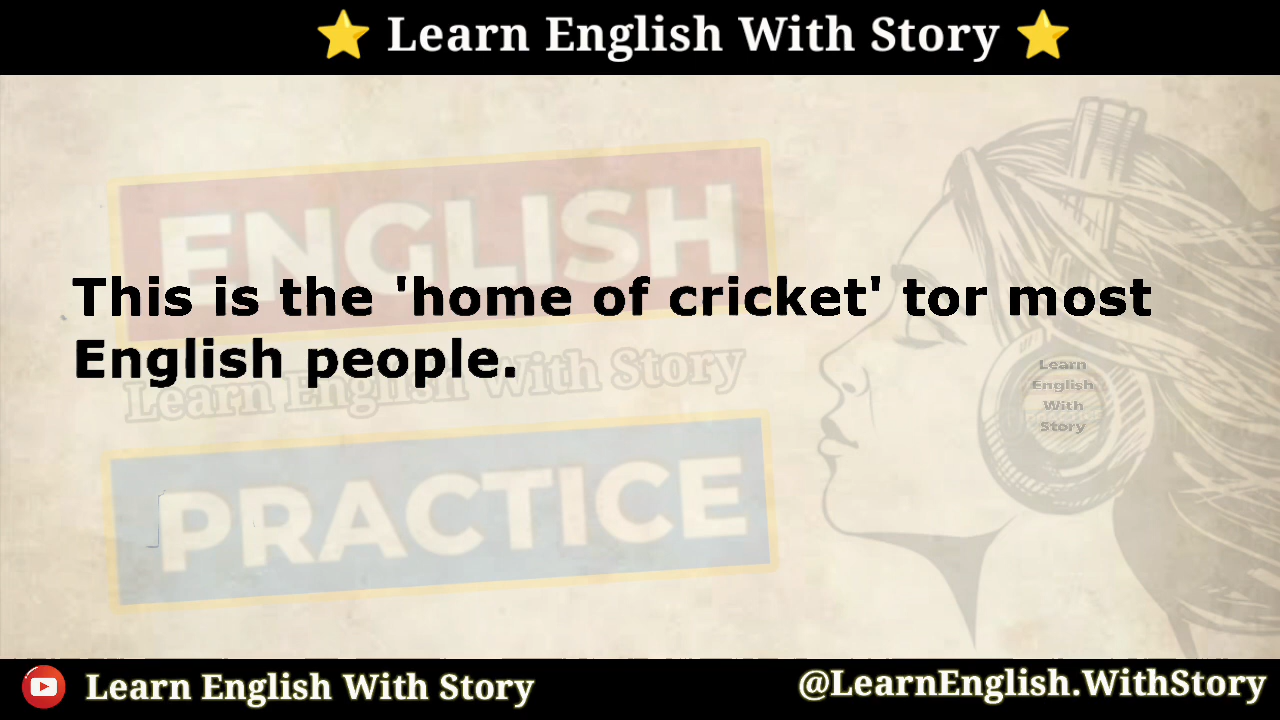 ⭐ Learn English With Story ⭐
ENGLISH
This is the 'home of cricket' tor most
English people.
Learn English With Story
PRACTICE
Learn
English
With
Story
Learn English With Story
@LearnEnglish.WithStory